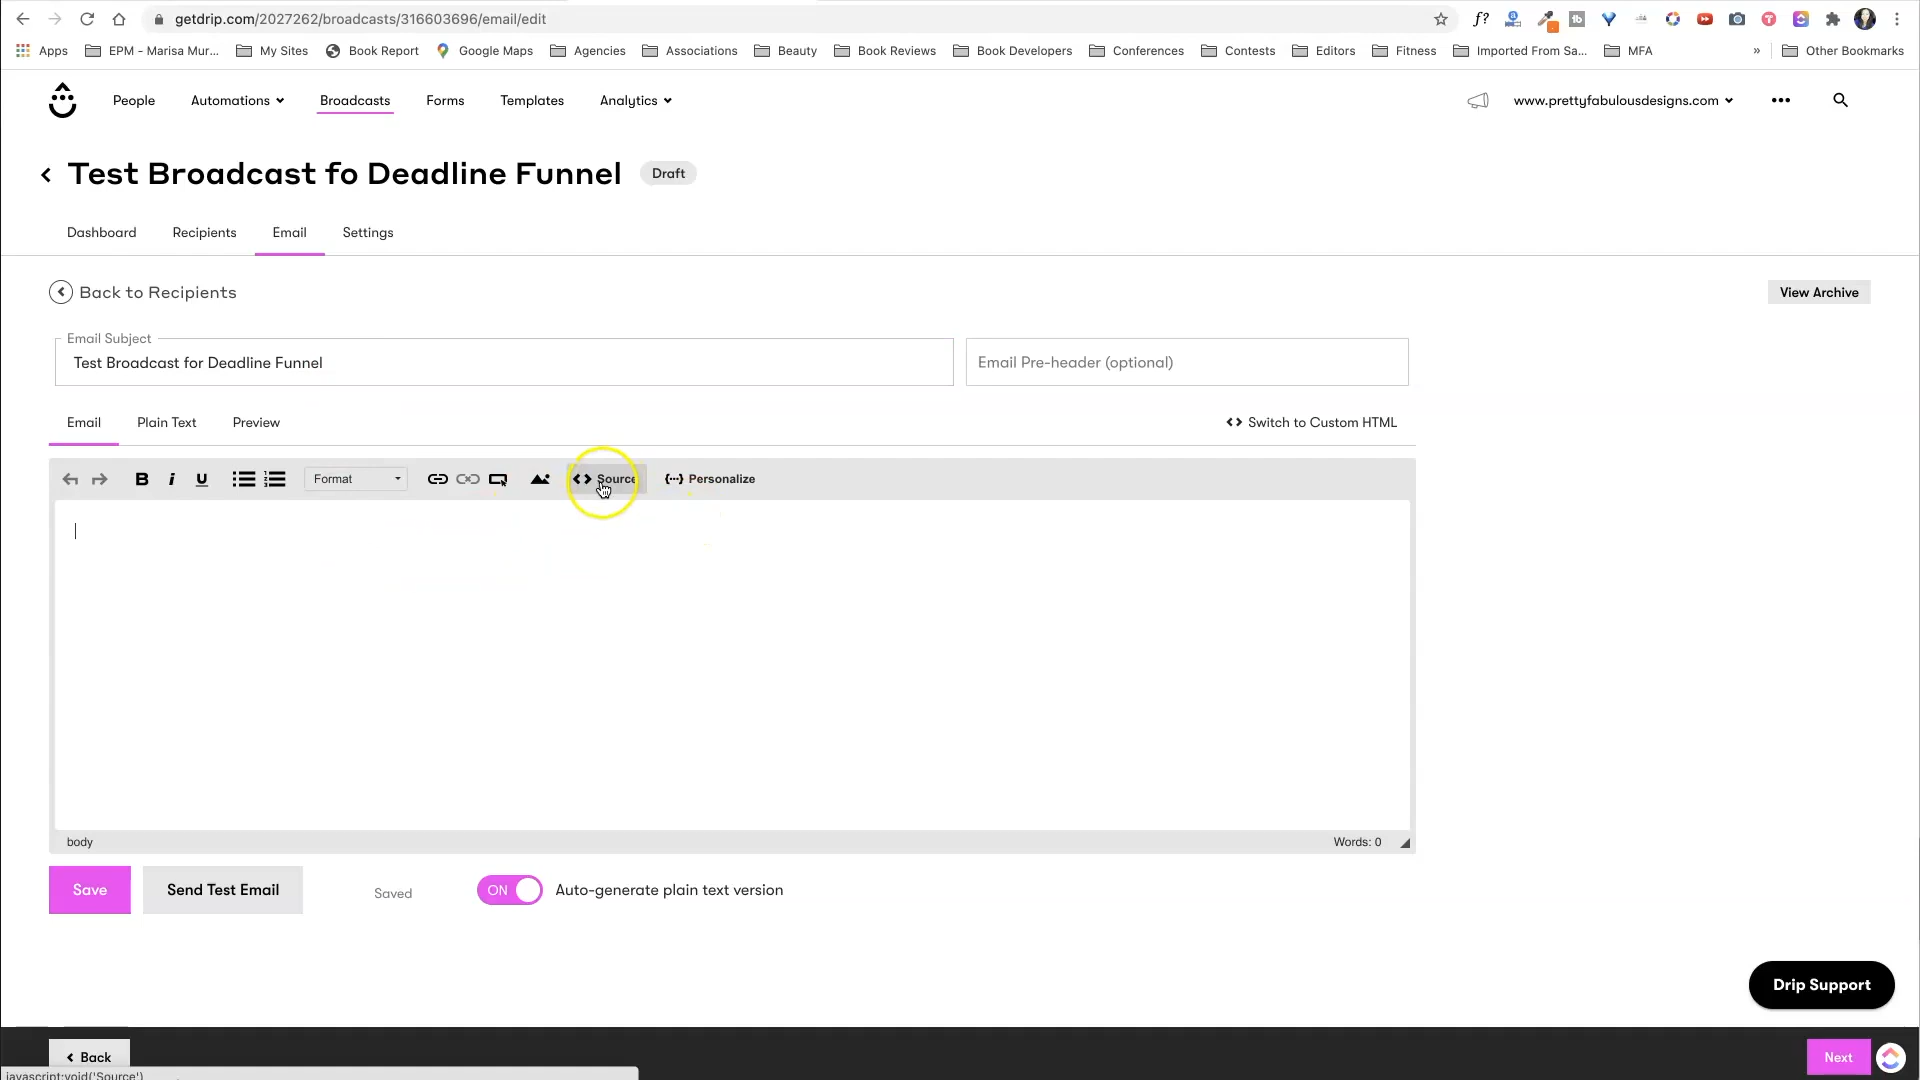 getdrip.com/2027262/broadcasts/316603696/email/edit
f?
Apps
EPM - Marisa Mur...
My Sites
Book Report
Google Maps
Agencies
Associations
Beauty
Book Reviews
Book Developers
Conferences
Contests
Editors
Fitness
Imported From Sa...
MFA
»
Other Bookmarks
People
Automations
Broadcasts
Forms
Templates
Analytics
www.prettyfabulousdesigns.com
Test Broadcast fo Deadline Funnel
Draft
Dashboard
Recipients
Email
Settings
Back to Recipients
View Archive
Email Subject
Test Broadcast for Deadline Funnel
Email Pre-header (optional)
Email
Plain Text
Preview
Switch to Custom HTML
B
i
U
Format
Source
Personalize
body
Words: 0
Save
Send Test Email
Saved
ON
Auto-generate plain text version
Drip Support
Back
Next
javascript:void('Source')